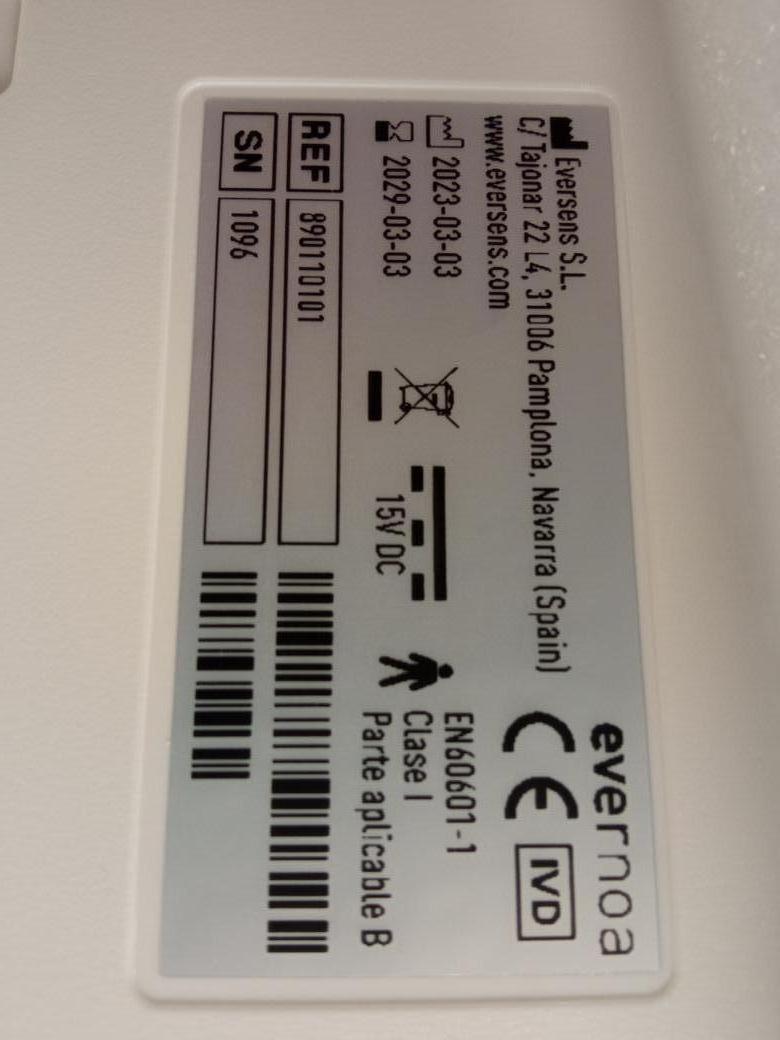 evernoa
Eversens S.L.
C/ Tajonar 22 L4, 31006 Pamplona, Navarra (Spain)
www.eversens.com
CE IVD
2023-03-03
2029-03-03
15V DC
EN60601-1
Clase I
Parte aplicable B
REF 890110101
SN 1096